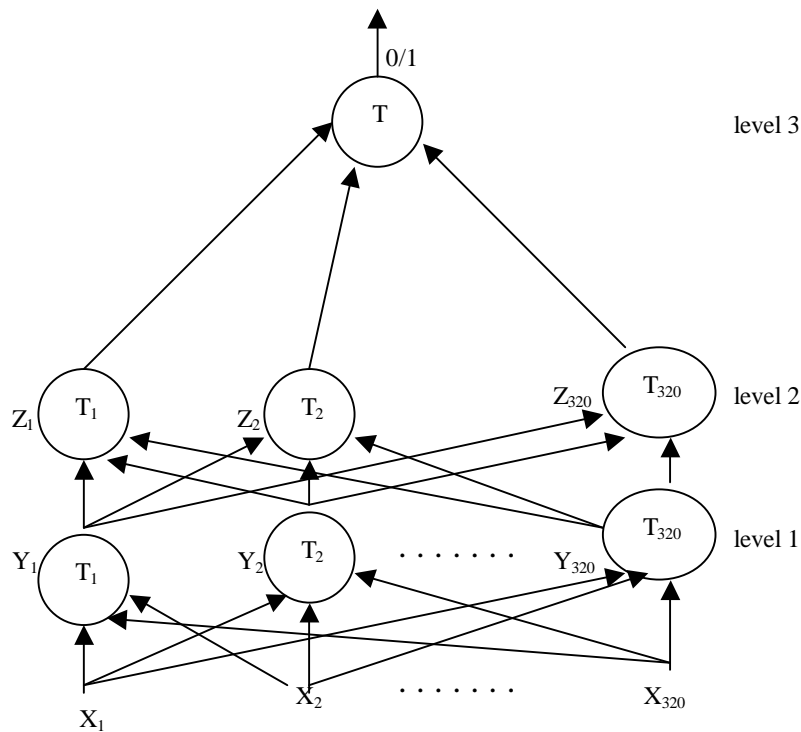 0/1
T
level 3
Z₁ T₁ Z₂ T₂ Z₃₂₀ T₃₂₀ level 2
Y₁ T₁ Y₂ T₂ . . . . . . . Y₃₂₀ T₃₂₀ level 1
X₁ X₂ . . . . . . . X₃₂₀